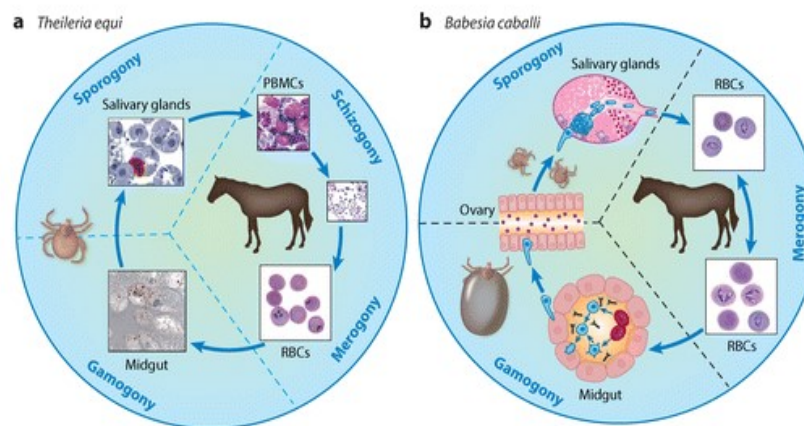 a Theileria equi
Sporogony
Salivary glands
PBMCs
Schizogony
Midgut
RBCs
Gamogony
Merogony
b Babesia caballi
Sporogony
Salivary glands
RBCs
Ovary
Merogony
RBCs
Midgut
Gamogony